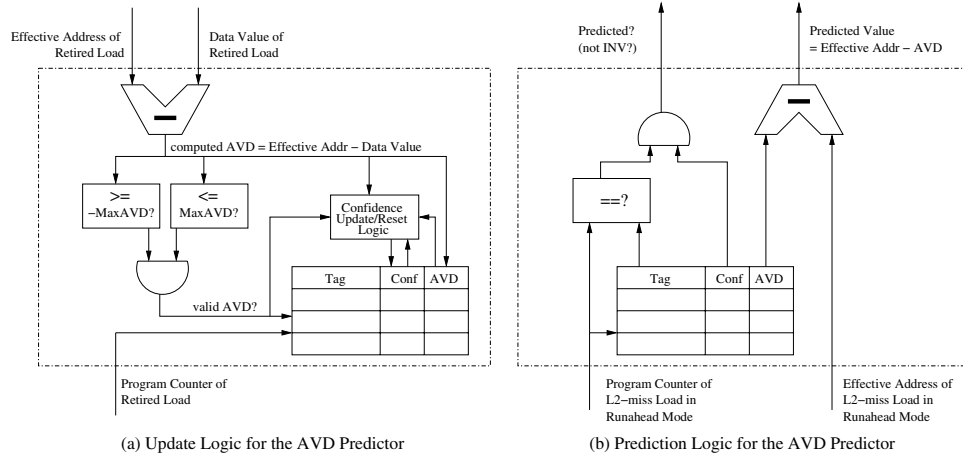 Effective Address of
Retired Load
Data Value of
Retired Load
computed AVD = Effective Addr − Data Value
>=
−MaxAVD?
<=
MaxAVD?
Confidence
Update/Reset
Logic
Tag Conf AVD
valid AVD?
Program Counter of
Retired Load
(a) Update Logic for the AVD Predictor
Predicted?
(not INV?)
Predicted Value
= Effective Addr − AVD
==?
Tag Conf AVD
Program Counter of
L2−miss Load in
Runahead Mode
Effective Address of
L2−miss Load in
Runahead Mode
(b) Prediction Logic for the AVD Predictor